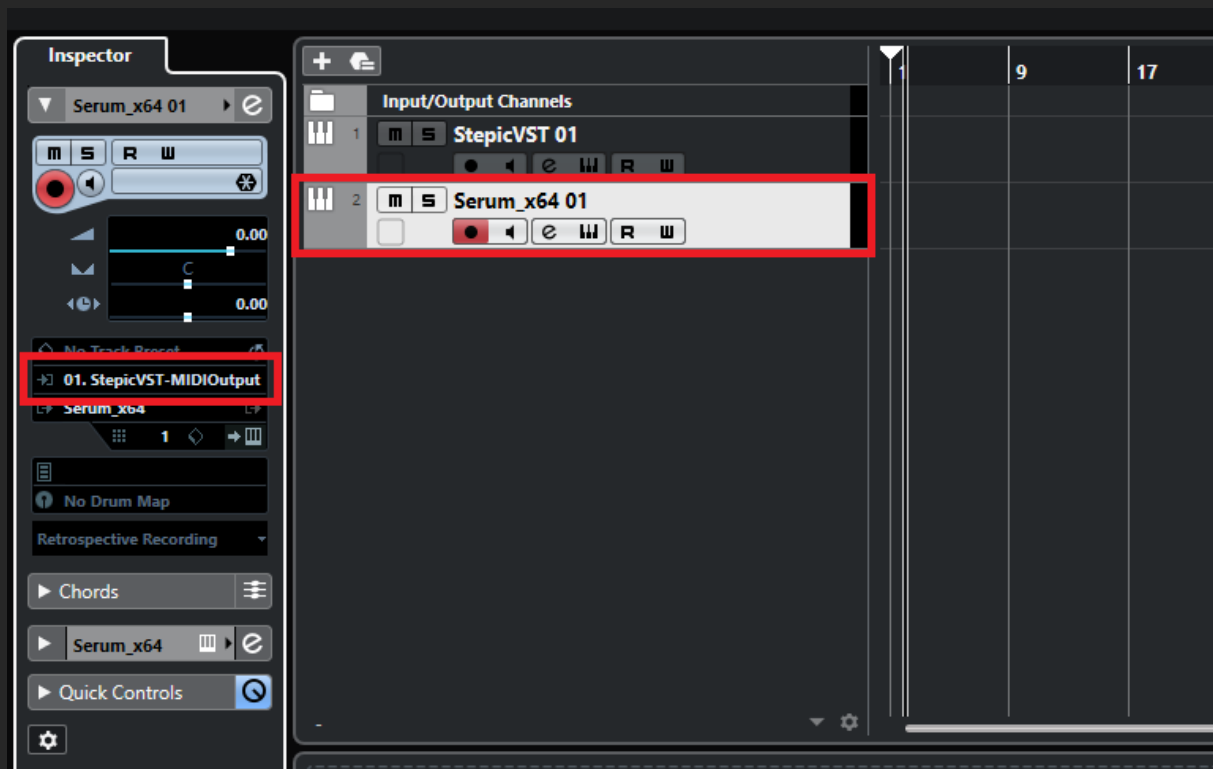 Inspector
Serum_x64 01
m S R W
0.00
C
0.00
No Track Preset
01. StepicVST-MIDIOutput
Serum_x64
1
No Drum Map
Retrospective Recording
Chords
Serum_x64
Quick Controls
Input/Output Channels
1 m S StepicVST 01
e R W
2 m S Serum_x64 01
e R W
-
1 9 17